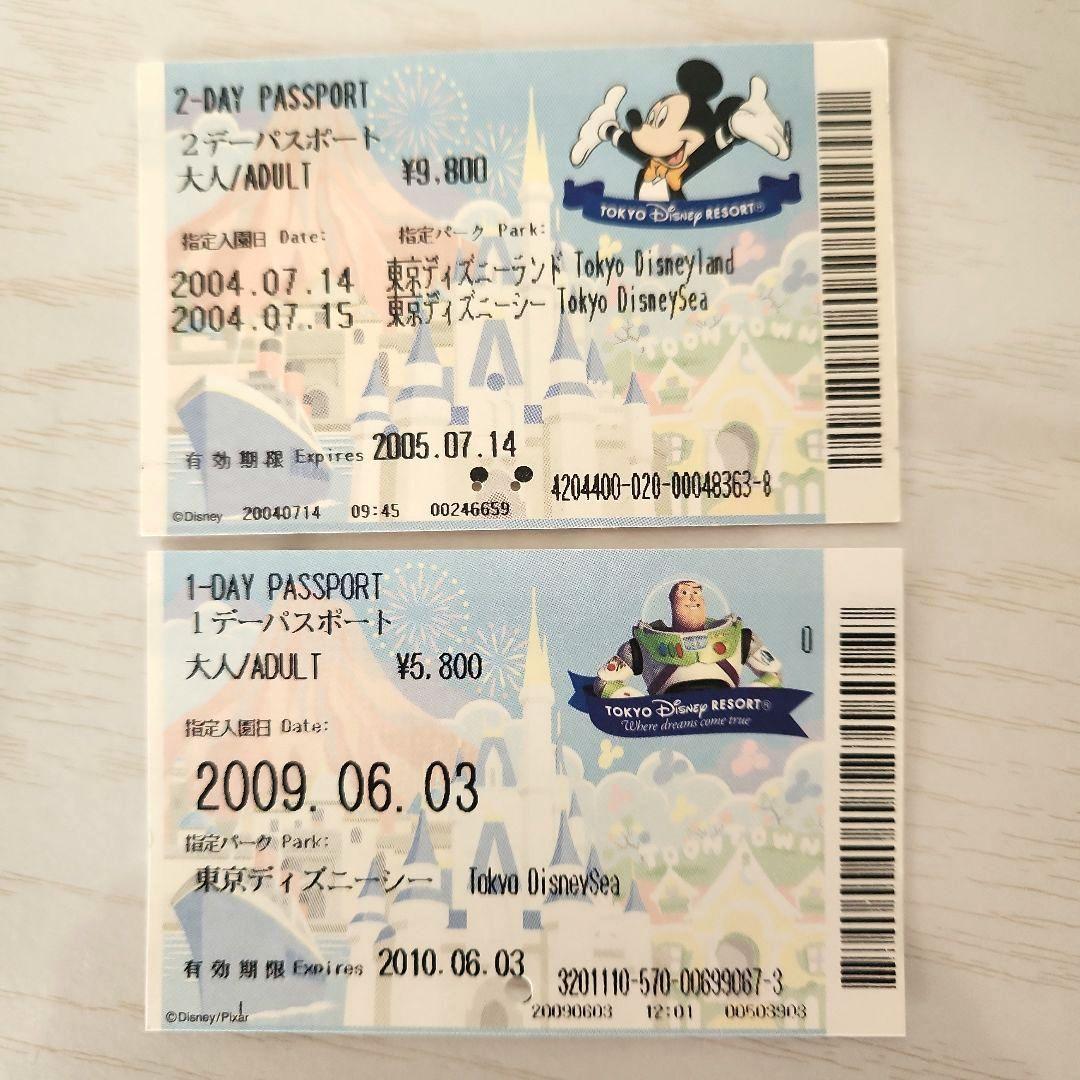 2-DAY PASSPORT
2デーパスポート
大人/ADULT ¥9,800
TOKYO Disney RESORT®
指定入園日 Date: 指定パーク Park:
2004.07.14 東京ディズニーランド Tokyo Disneyland
2004.07.15 東京ディズニーシー Tokyo DisneySea
TOONTOWN
有効期限 Expires 2005.07.14
4204400-020-00048363-8
©Disney 20040714 09:45 00246659
1-DAY PASSPORT
1デーパスポート
0
大人/ADULT ¥5,800
TOKYO Disney RESORT®
Where dreams come true
指定入園日 Date:
2009.06.03
指定パーク Park:
TOONTOWN
東京ディズニーシー Tokyo DisneySea
有効期限 Expires 2010.06.03
3201110-570-00699067-3
©Disney/Pixar 20090603 12:01 00503903